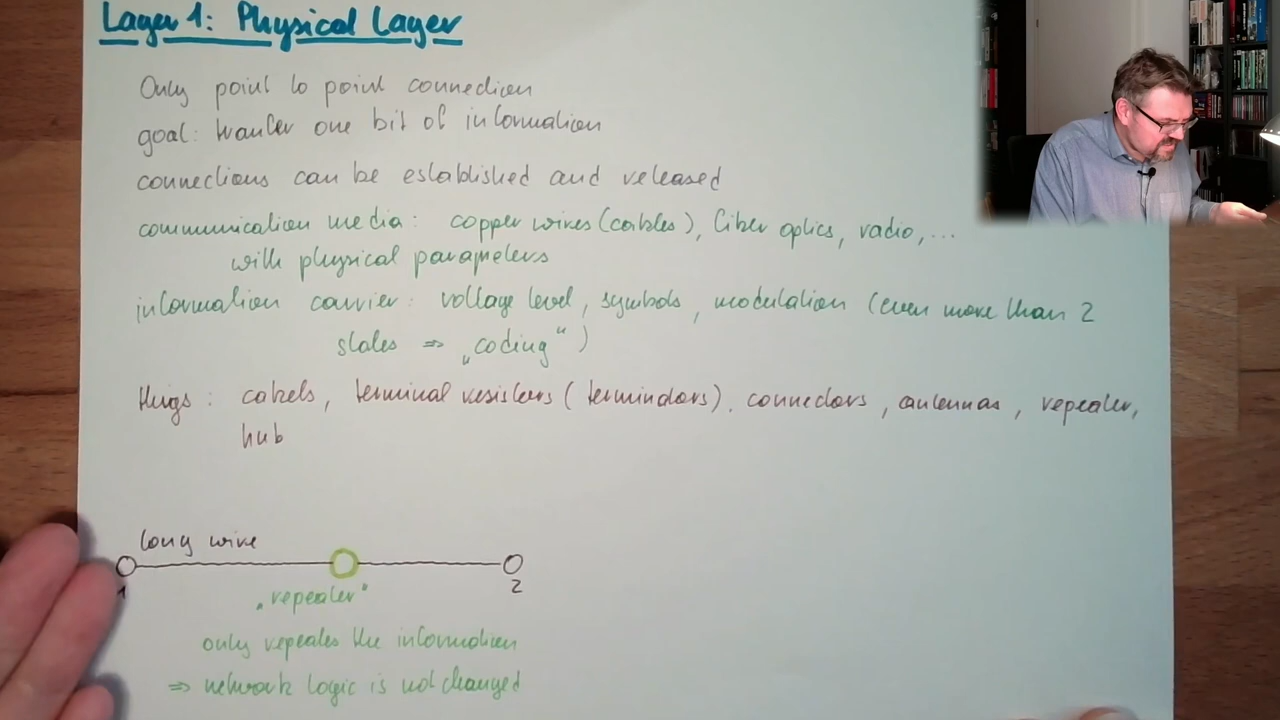 Layer 1: Physical Layer
Only point to point connection
goal: transfer one bit of information
connections can be established and released
communication media: copper wires (cables), fiber optics, radio, ...
with physical parameters
information carrier: voltage level, symbols, modulation (even more than 2
states ⇒ „coding“)
things: cabels, terminal resistors (terminators), connectors, antennas, repeater,
hub
long wire
1
2
„repeater“
only repeates the information
⇒ network logic is not changed